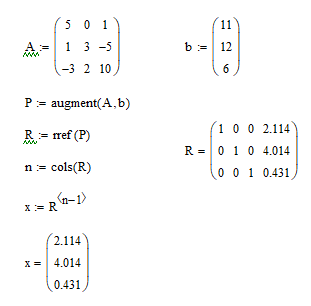 A := ( 5 0 1
1 3 −5
−3 2 10 )
b := ( 11
12
6 )
P := augment(A,b)
R := rref(P)
n := cols(R)
x := R⟨n−1⟩
R = ( 1 0 0 2.114
0 1 0 4.014
0 0 1 0.431 )
x = ( 2.114
4.014
0.431 )